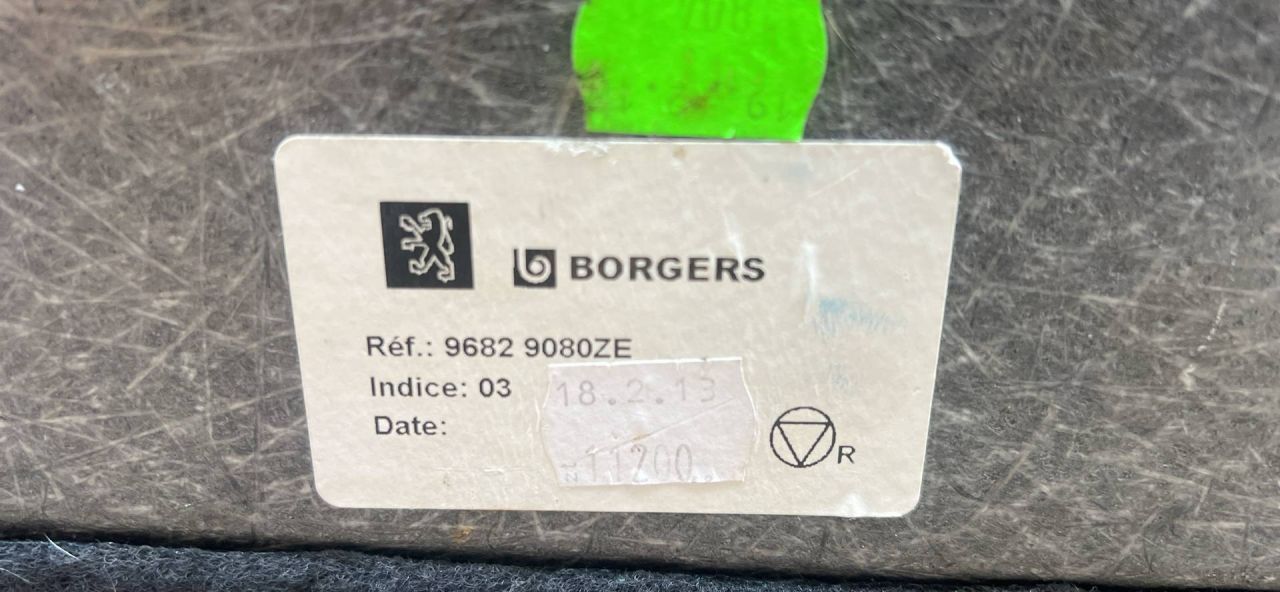 BORGERS
Réf.: 9682 9080ZE
Indice: 03
18.2.13
Date:
11200
R